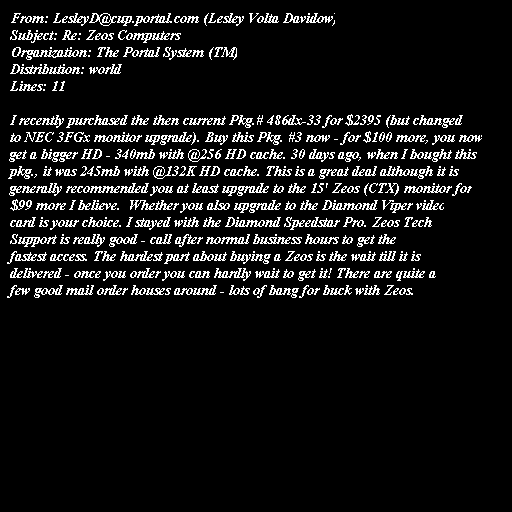 From: LesleyD@cup.portal.com (Lesley Volta Davidow)
Subject: Re: Zeos Computers
Organization: The Portal System (TM)
Distribution: world
Lines: 11

I recently purchased the then current Pkg.# 486dx-33 for $2395 (but changed
to NEC 3FGx monitor upgrade). Buy this Pkg. #3 now - for $100 more, you now
get a bigger HD - 340mb with @256 HD cache. 30 days ago, when I bought this
pkg., it was 245mb with @132K HD cache. This is a great deal although it is
generally recommended you at least upgrade to the 15' Zeos (CTX) monitor for
$99 more I believe.  Whether you also upgrade to the Diamond Viper video
card is your choice. I stayed with the Diamond Speedstar Pro. Zeos Tech
Support is really good - call after normal business hours to get the
fastest access. The hardest part about buying a Zeos is the wait till it is
delivered - once you order you can hardly wait to get it! There are quite a
few good mail order houses around - lots of bang for buck with Zeos.